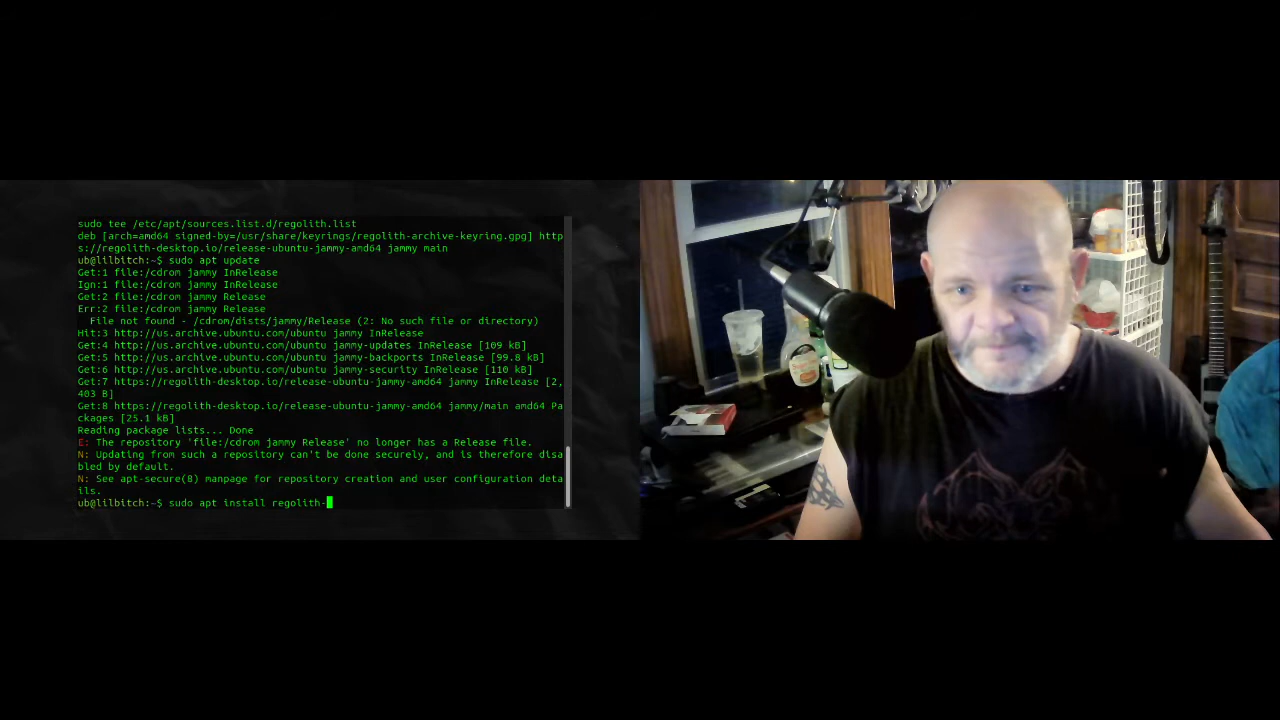 sudo tee /etc/apt/sources.list.d/regolith.list
deb [arch=amd64 signed-by=/usr/share/keyrings/regolith-archive-keyring.gpg] http
s://regolith-desktop.io/release-ubuntu-jammy-amd64 jammy main
ub@lilbitch:~$ sudo apt update
Get:1 file:/cdrom jammy InRelease
Ign:1 file:/cdrom jammy InRelease
Get:2 file:/cdrom jammy Release
Err:2 file:/cdrom jammy Release
File not found - /cdrom/dists/jammy/Release (2: No such file or directory)
Hit:3 http://us.archive.ubuntu.com/ubuntu jammy InRelease
Get:4 http://us.archive.ubuntu.com/ubuntu jammy-updates InRelease [109 kB]
Get:5 http://us.archive.ubuntu.com/ubuntu jammy-backports InRelease [99.8 kB]
Get:6 http://us.archive.ubuntu.com/ubuntu jammy-security InRelease [110 kB]
Get:7 https://regolith-desktop.io/release-ubuntu-jammy-amd64 jammy InRelease [2,
403 B]
Get:8 https://regolith-desktop.io/release-ubuntu-jammy-amd64 jammy/main amd64 Pa
ckages [25.1 kB]
Reading package lists... Done
E: The repository 'file:/cdrom jammy Release' no longer has a Release file.
N: Updating from such a repository can't be done securely, and is therefore disa
bled by default.
N: See apt-secure(8) manpage for repository creation and user configuration deta
ils.
ub@lilbitch:~$ sudo apt install regolith-